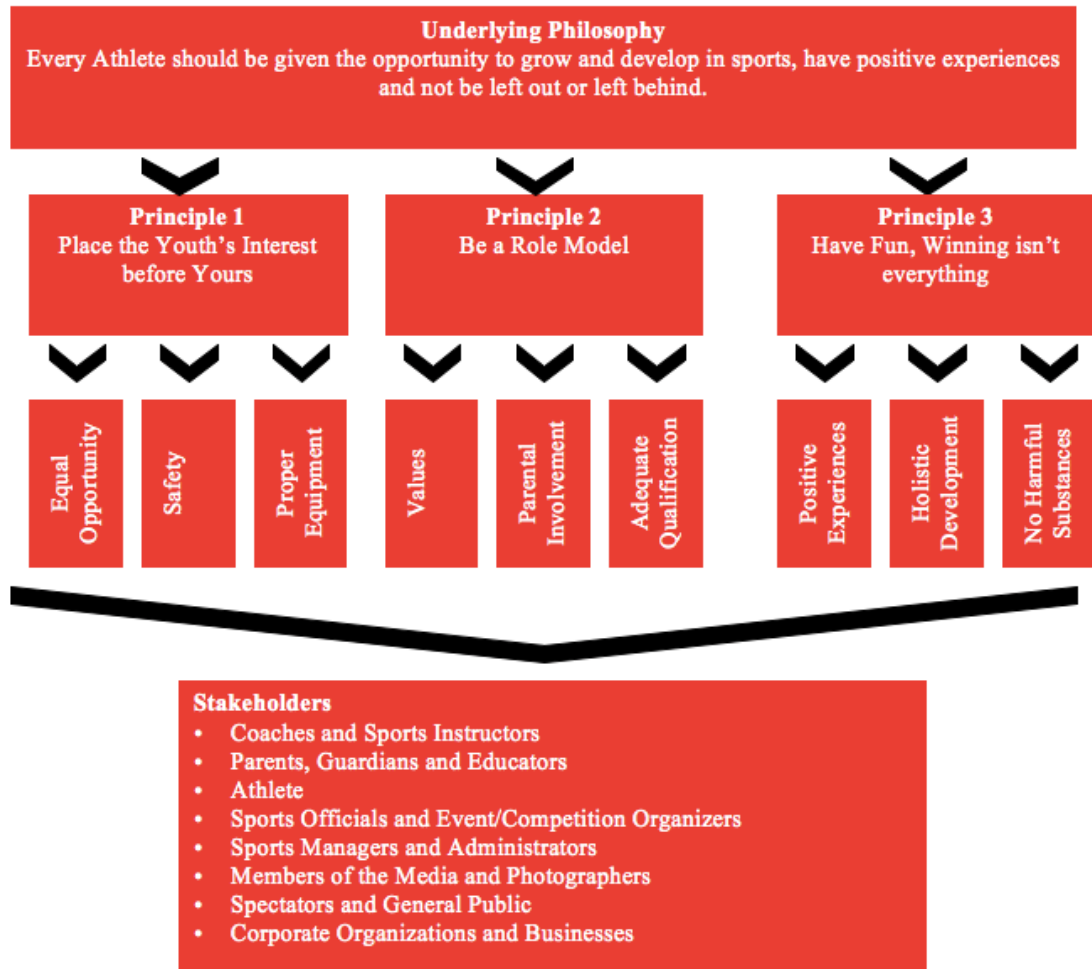 Underlying Philosophy
Every Athlete should be given the opportunity to grow and develop in sports, have positive experiences
and not be left out or left behind.
Principle 1
Place the Youth’s Interest
before Yours
Principle 2
Be a Role Model
Principle 3
Have Fun, Winning isn’t
everything
Equal
Opportunity
Safety
Proper
Equipment
Values
Parental
Involvement
Adequate
Qualification
Positive
Experiences
Holistic
Development
No Harmful
Substances
Stakeholders
• Coaches and Sports Instructors
• Parents, Guardians and Educators
• Athlete
• Sports Officials and Event/Competition Organizers
• Sports Managers and Administrators
• Members of the Media and Photographers
• Spectators and General Public
• Corporate Organizations and Businesses